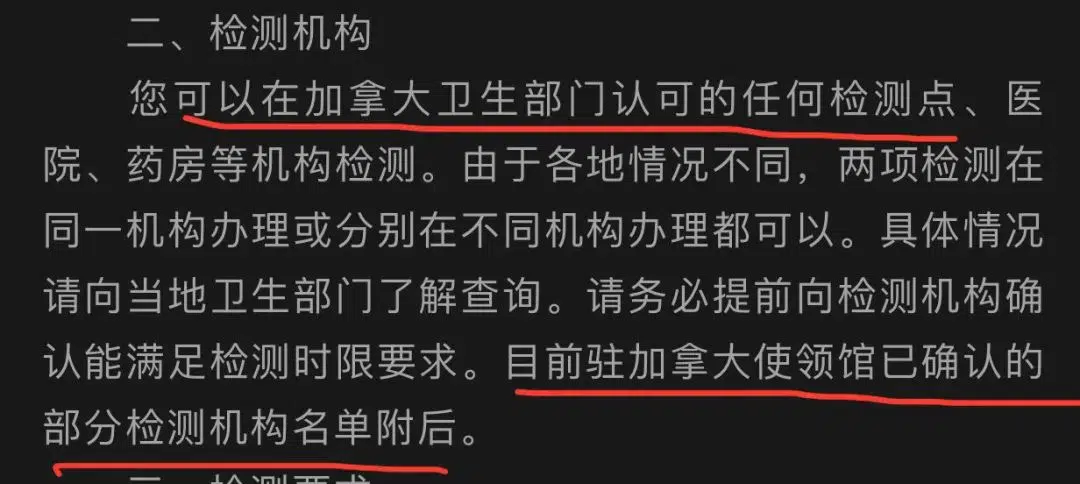 二、检测机构
您可以在加拿大卫生部门认可的任何检测点、医
院、药房等机构检测。由于各地情况不同，两项检测在
同一机构办理或分别在不同机构办理都可以。具体情况
请向当地卫生部门了解查询。请务必提前向检测机构确
认能满足检测时限要求。目前驻加拿大使领馆已确认的
部分检测机构名单附后。
三、检测要求